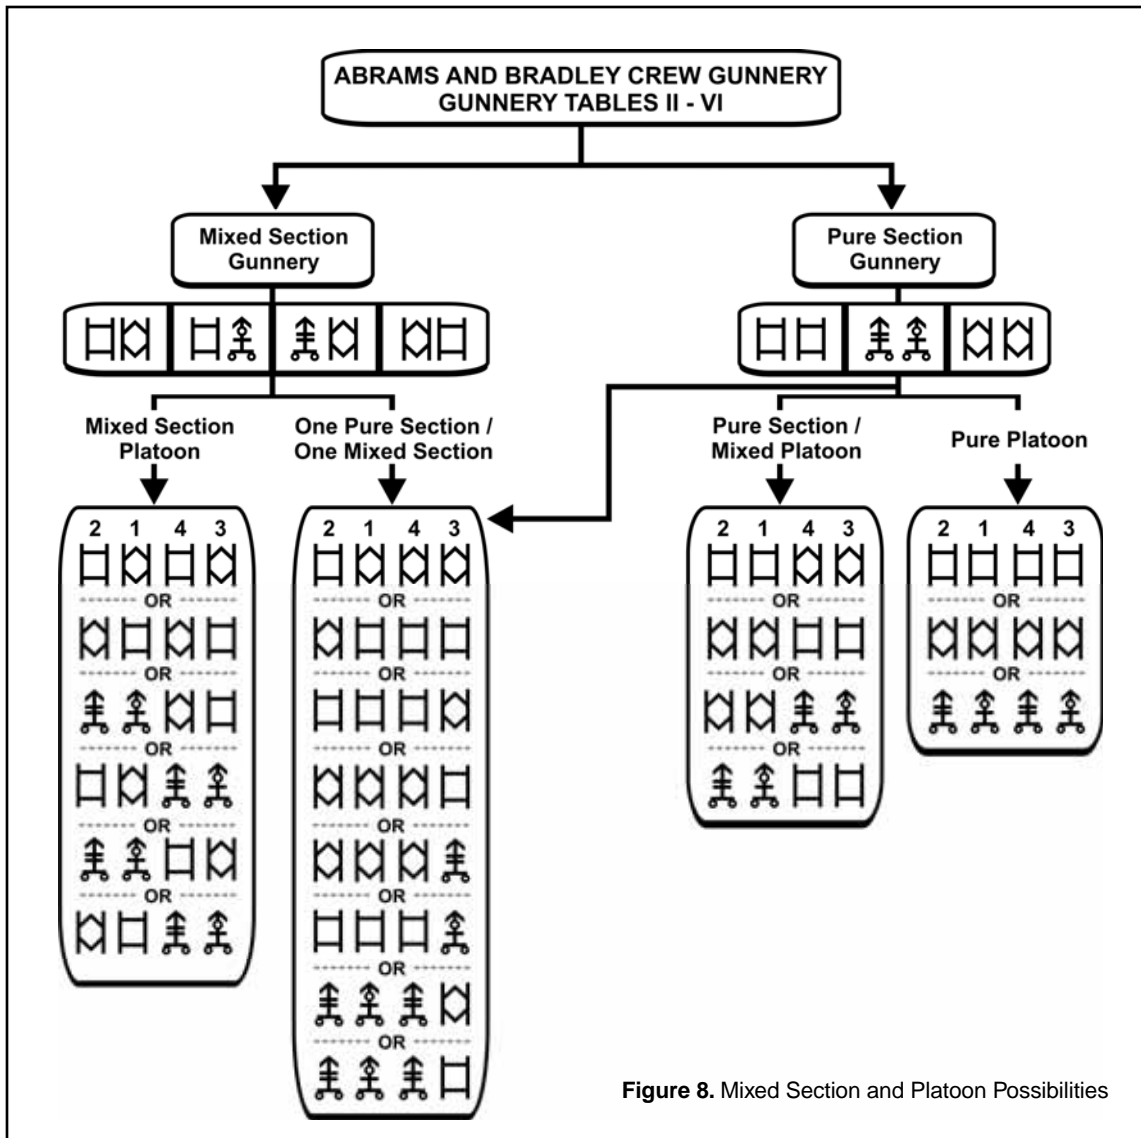 ABRAMS AND BRADLEY CREW GUNNERY
GUNNERY TABLES II - VI
Mixed Section
Gunnery
Pure Section
Gunnery
Mixed Section
Platoon
One Pure Section /
One Mixed Section
Pure Section /
Mixed Platoon
Pure Platoon
2 1 4 3
OR
OR
OR
OR
OR
2 1 4 3
OR
OR
OR
OR
OR
OR
OR
2 1 4 3
OR
OR
OR
2 1 4 3
OR
OR
Figure 8. Mixed Section and Platoon Possibilities